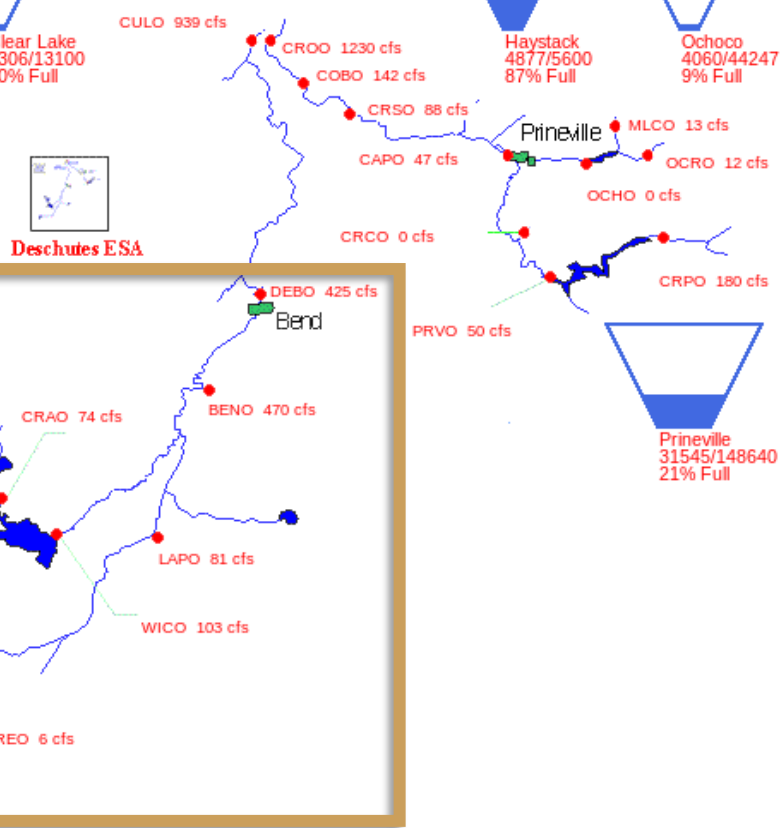 CULO 939 cfs
CROO 1230 cfs
COBO 142 cfs
CRSO 88 cfs
lear Lake
306/13100
0% Full
Haystack
4877/5600
87% Full
Ochoco
4060/44247
9% Full
Prineville
MLCO 13 cfs
CAPO 47 cfs
OCRO 12 cfs
OCHO 0 cfs
Deschutes ESA
CRCO 0 cfs
CRPO 180 cfs
DEBO 425 cfs
Bend
PRVO 50 cfs
BENO 470 cfs
CRAO 74 cfs
Prineville
31545/148640
21% Full
LAPO 81 cfs
WICO 103 cfs
REO 6 cfs